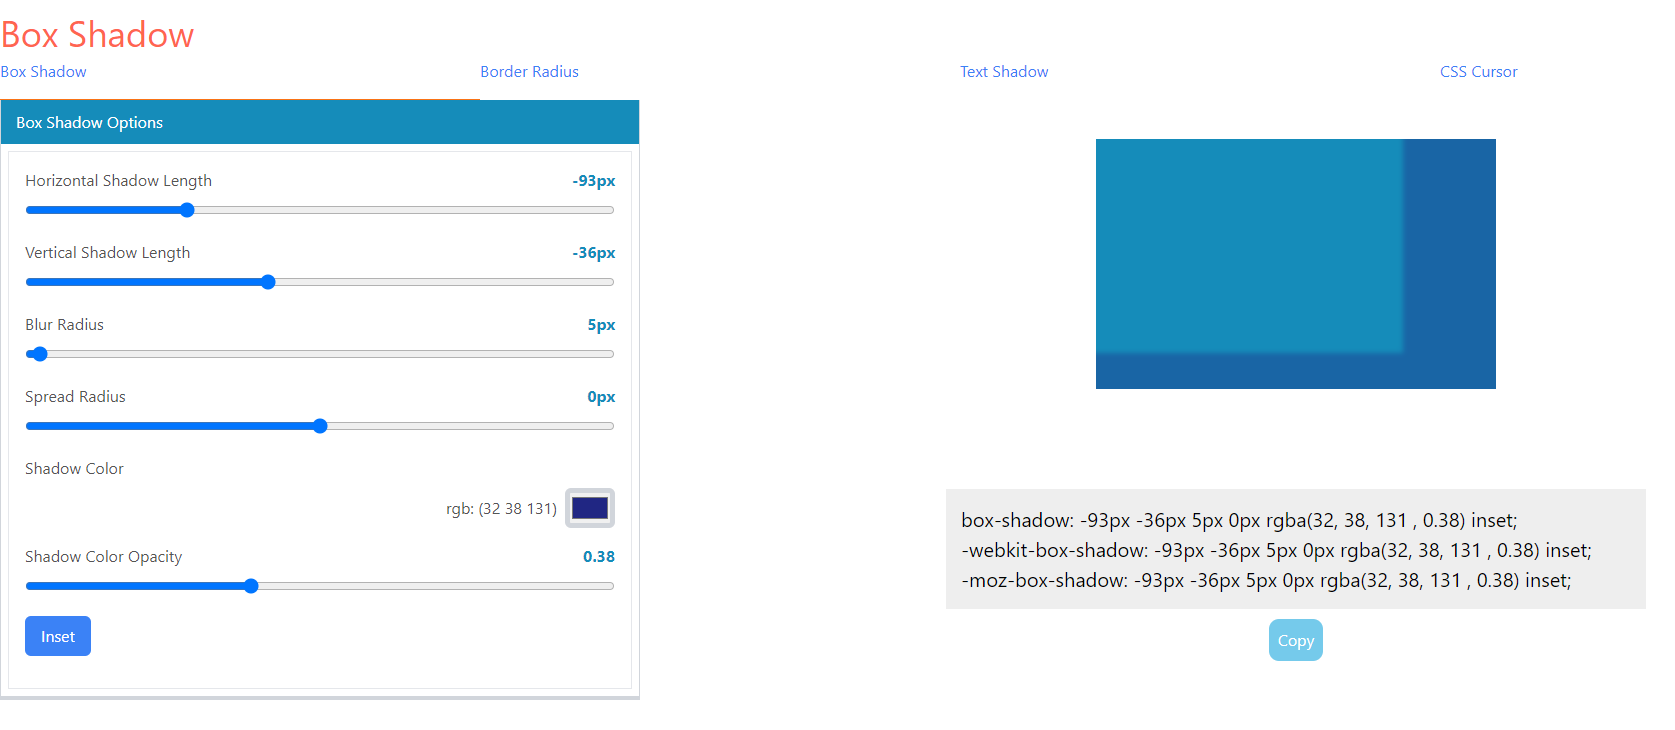 Box Shadow
Box Shadow Border Radius Text Shadow CSS Cursor
Box Shadow Options
Horizontal Shadow Length -93px
Vertical Shadow Length -36px
Blur Radius 5px
Spread Radius 0px
Shadow Color
rgb: (32 38 131)
Shadow Color Opacity 0.38
Inset
box-shadow: -93px -36px 5px 0px rgba(32, 38, 131 , 0.38) inset;
-webkit-box-shadow: -93px -36px 5px 0px rgba(32, 38, 131 , 0.38) inset;
-moz-box-shadow: -93px -36px 5px 0px rgba(32, 38, 131 , 0.38) inset;
Copy